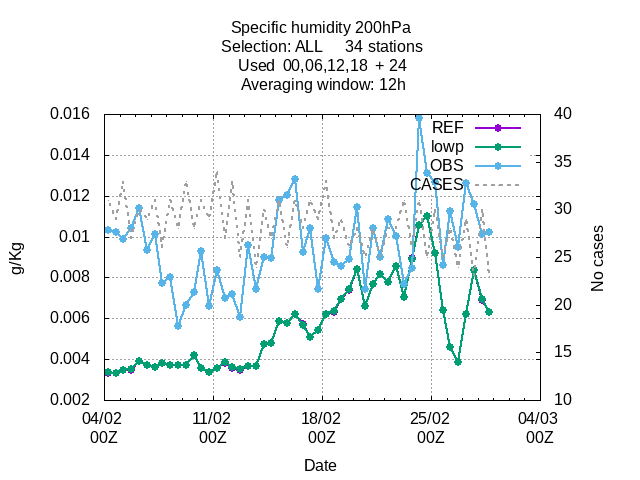 Specific humidity 200hPa
Selection: ALL 34 stations
Used 00,06,12,18 + 24
Averaging window: 12h
0.016
0.014
0.012
0.01
0.008
0.006
0.004
0.002
g/Kg
40
35
30
25
20
15
10
No cases
REF
lowp
OBS
CASES
04/02 11/02 18/02 25/02 04/03
00Z 00Z 00Z 00Z 00Z
Date